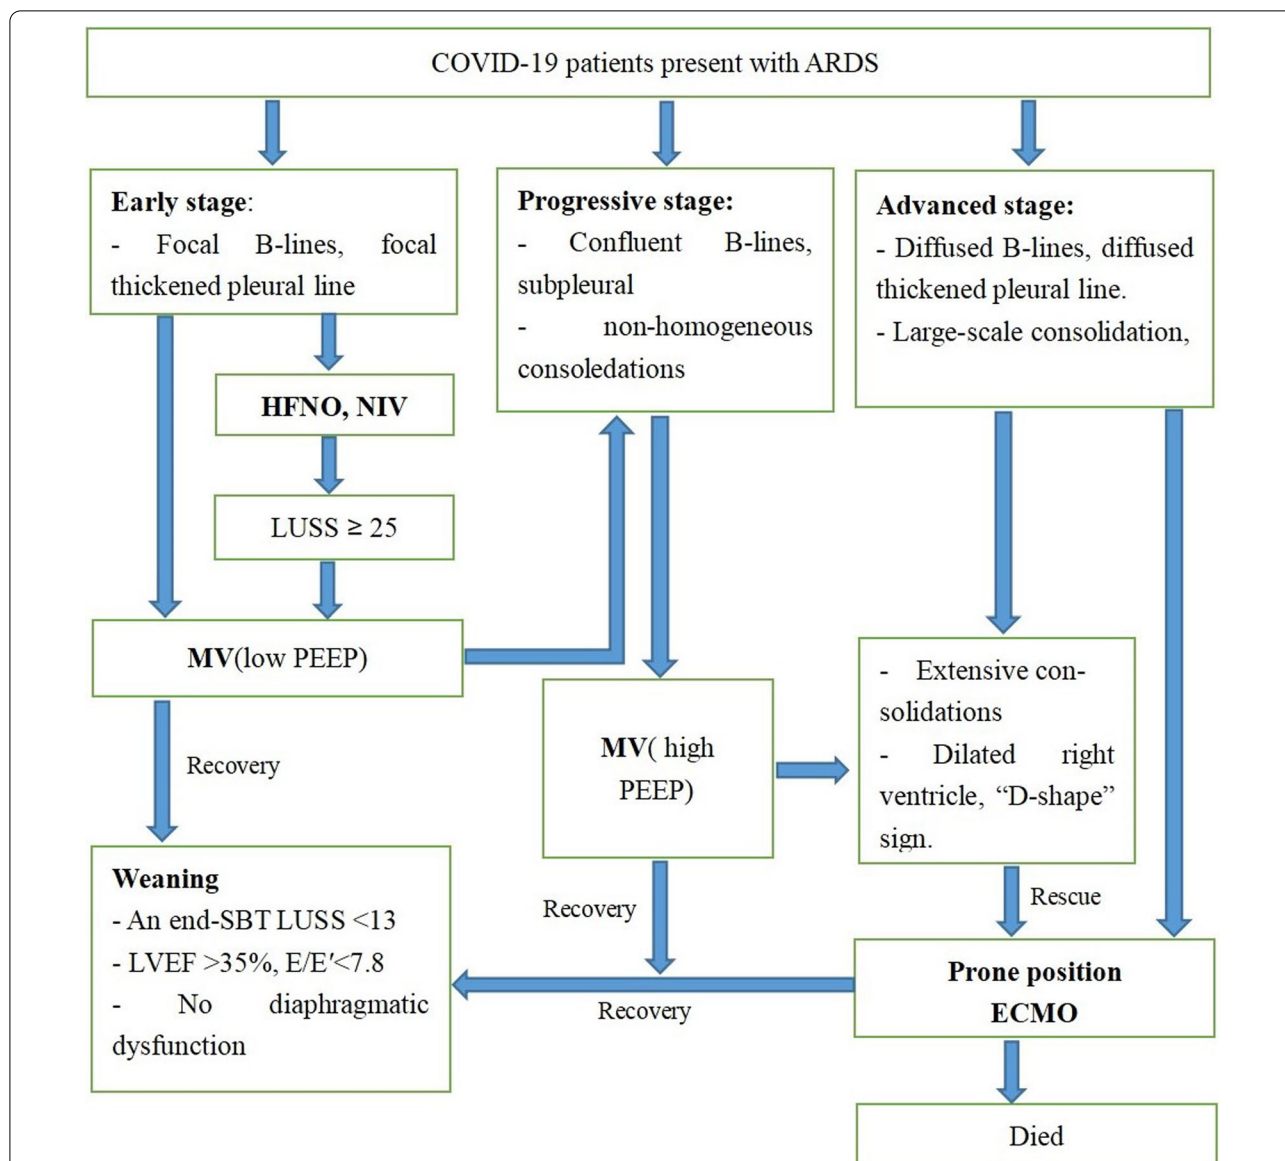 COVID-19 patients present with ARDS
Early stage:
- Focal B-lines, focal
thickened pleural line
Progressive stage:
- Confluent B-lines,
subpleural
- non-homogeneous
consoledations
Advanced stage:
- Diffused B-lines, diffused
thickened pleural line.
- Large-scale consolidation,
HFNO, NIV
LUSS ≥ 25
MV(low PEEP)
Recovery
MV( high
PEEP)
- Extensive con-
solidations
- Dilated right
ventricle, “D-shape”
sign.
Weaning
- An end-SBT LUSS <13
- LVEF >35%, E/E′<7.8
- No diaphragmatic
dysfunction
Recovery
Rescue
Recovery
Prone position
ECMO
Died